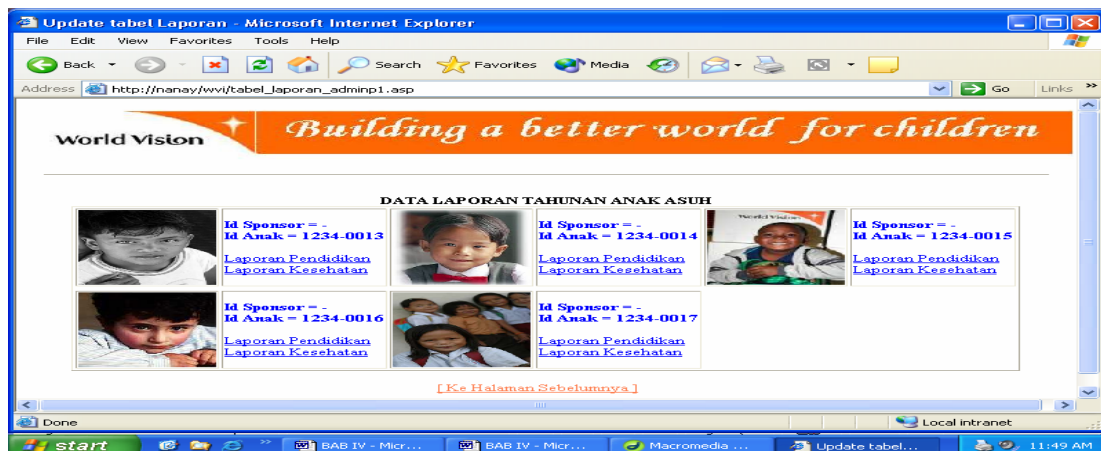 Update tabel Laporan - Microsoft Internet Explorer
File Edit View Favorites Tools Help
Back Search Favorites Media
Address http://nanay/wvi/tabel_laporan_adminp1.asp Go Links »
World Vision Building a better world for children
DATA LAPORAN TAHUNAN ANAK ASUH
Id Sponsor = -
Id Anak = 1234-0013
Laporan Pendidikan
Laporan Kesehatan
Id Sponsor = -
Id Anak = 1234-0014
Laporan Pendidikan
Laporan Kesehatan
World Vision
Id Sponsor = -
Id Anak = 1234-0015
Laporan Pendidikan
Laporan Kesehatan
Id Sponsor = -
Id Anak = 1234-0016
Laporan Pendidikan
Laporan Kesehatan
Id Sponsor = -
Id Anak = 1234-0017
Laporan Pendidikan
Laporan Kesehatan
[ Ke Halaman Sebelumnya ]
Done Local intranet
start » BAB IV - Micr... BAB IV - Micr... Macromedia ... Update tabel... 11:49 AM